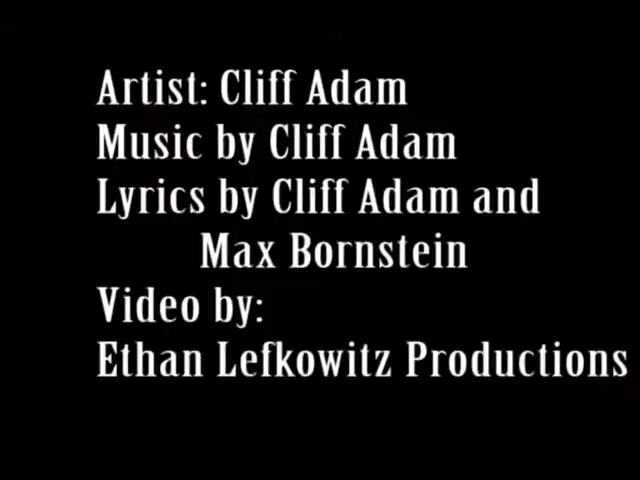 Artist: Cliff Adam
Music by Cliff Adam
Lyrics by Cliff Adam and
Max Bornstein
Video by:
Ethan Lefkowitz Productions